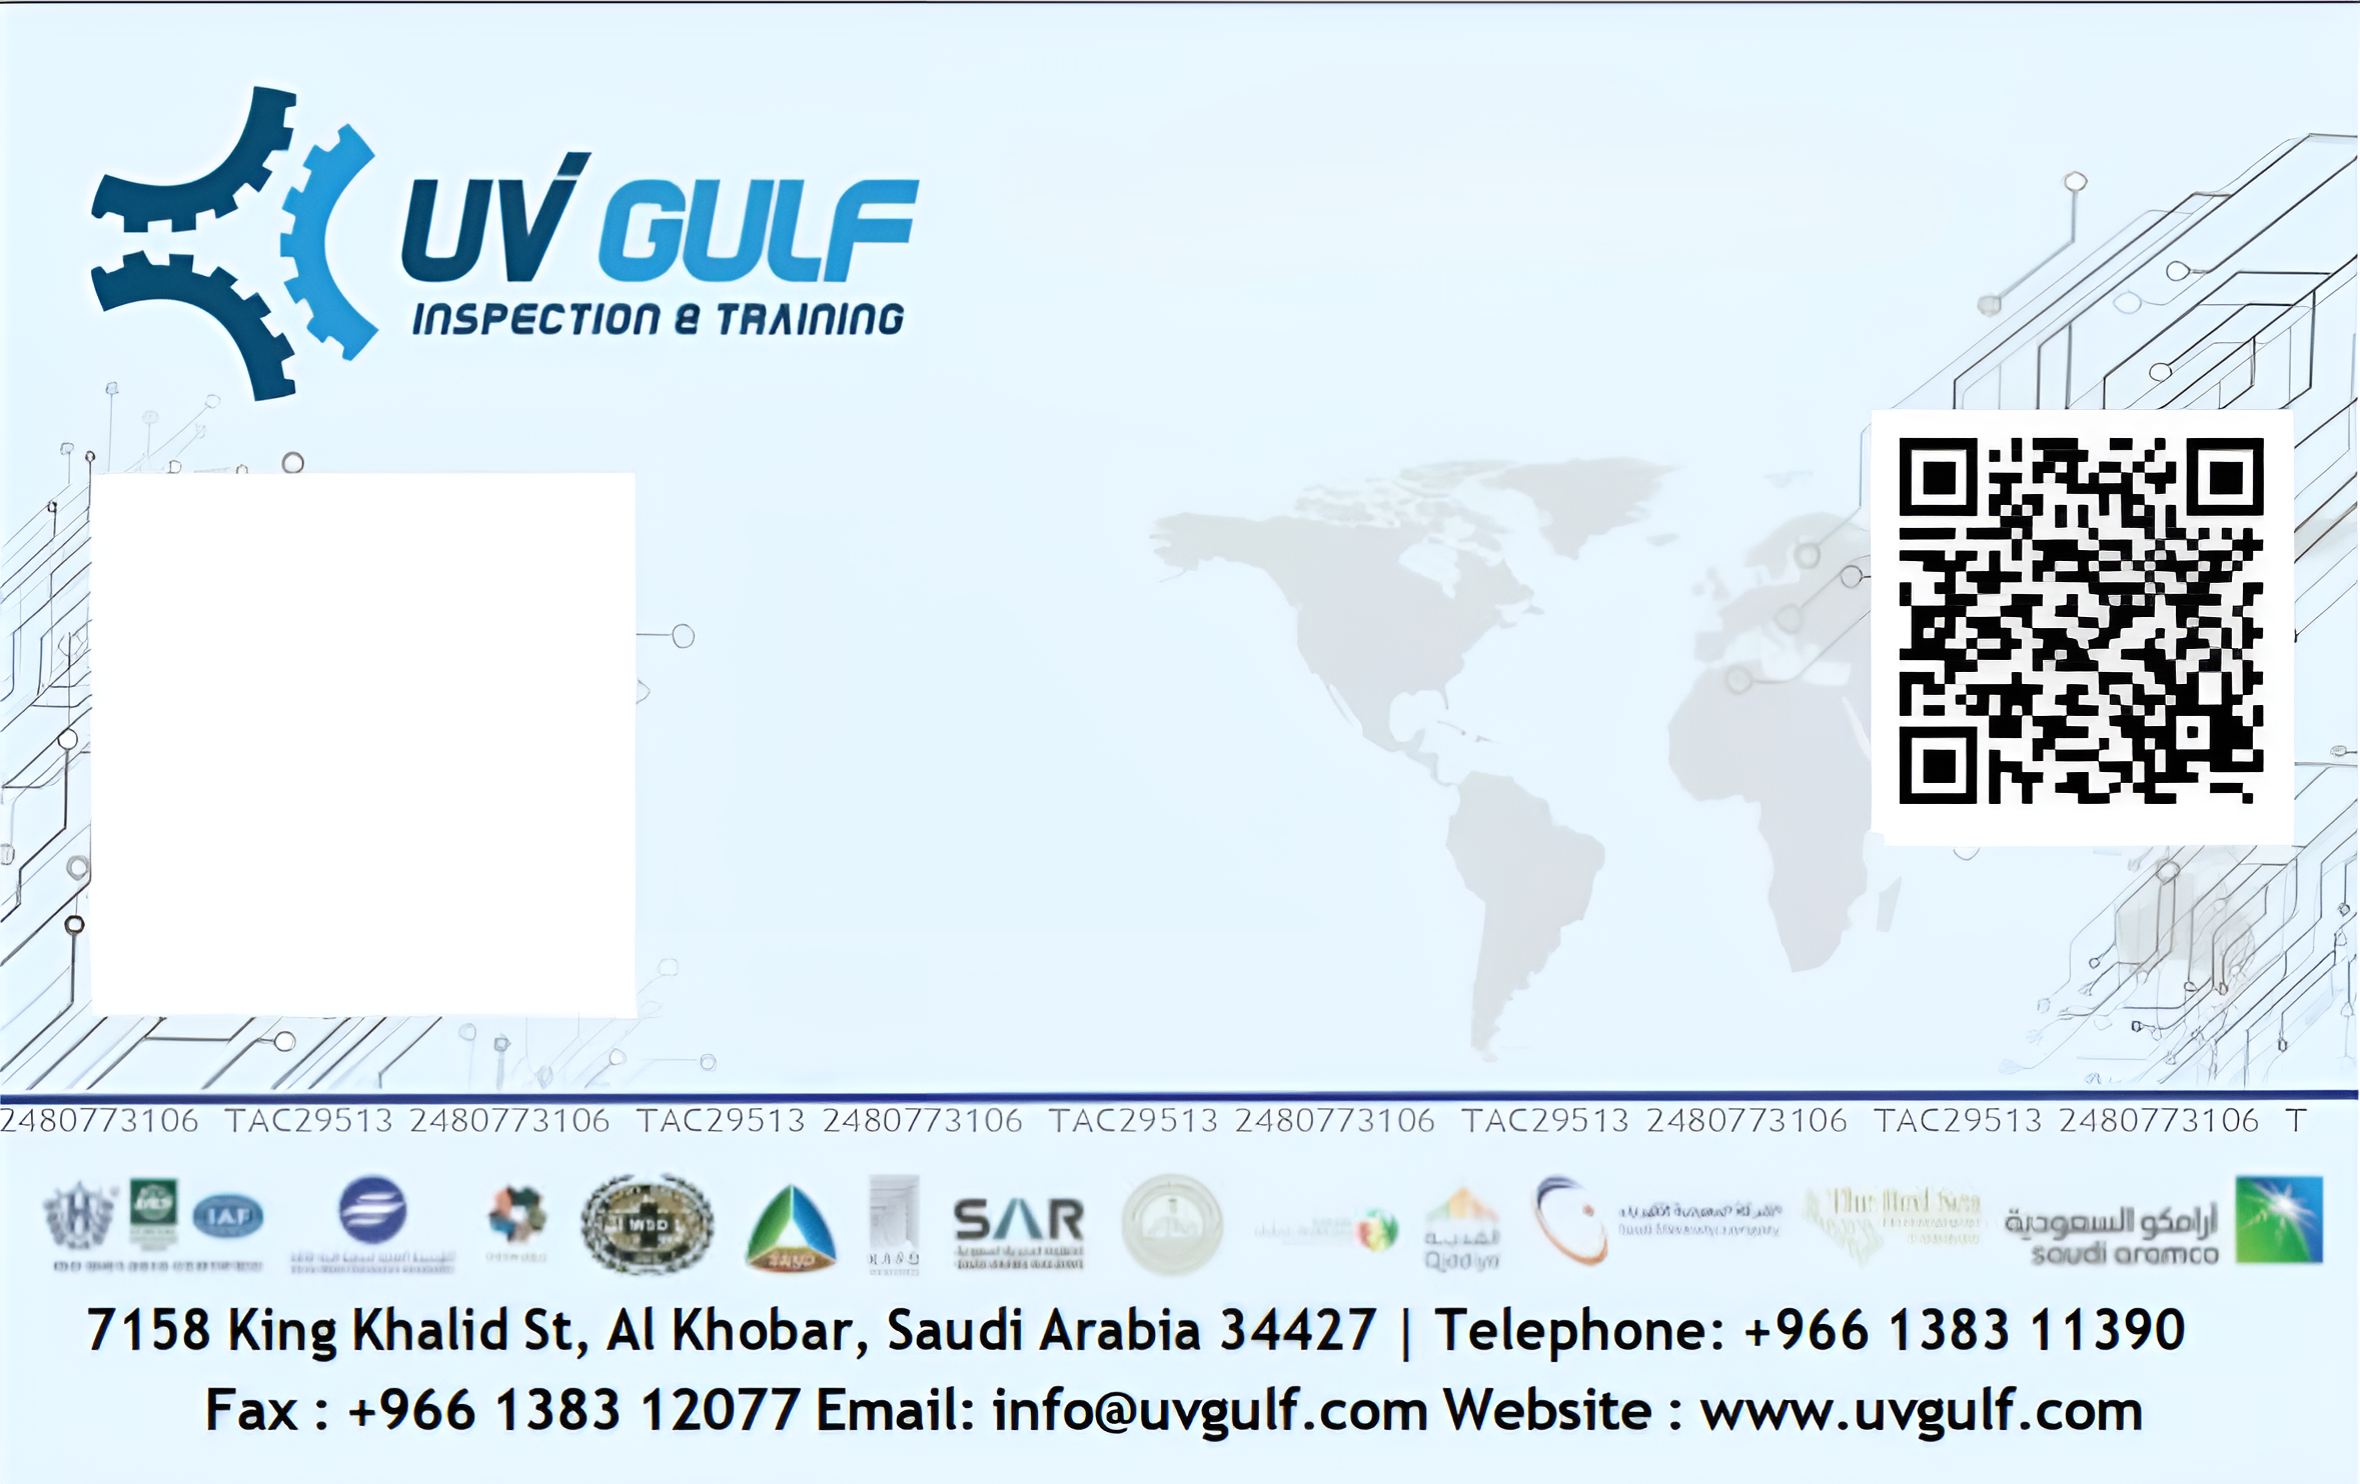 UV GULF
INSPECTION & TRAINING
2480773106 TAC29513 2480773106 TAC29513 2480773106 TAC29513 2480773106 TAC29513 2480773106 TAC29513 2480773106 T
IAF
SAR
أرامكو السعودية
saudi aramco
7158 King Khalid St, Al Khobar, Saudi Arabia 34427 | Telephone: +966 1383 11390
Fax : +966 1383 12077 Email: info@uvgulf.com Website : www.uvgulf.com